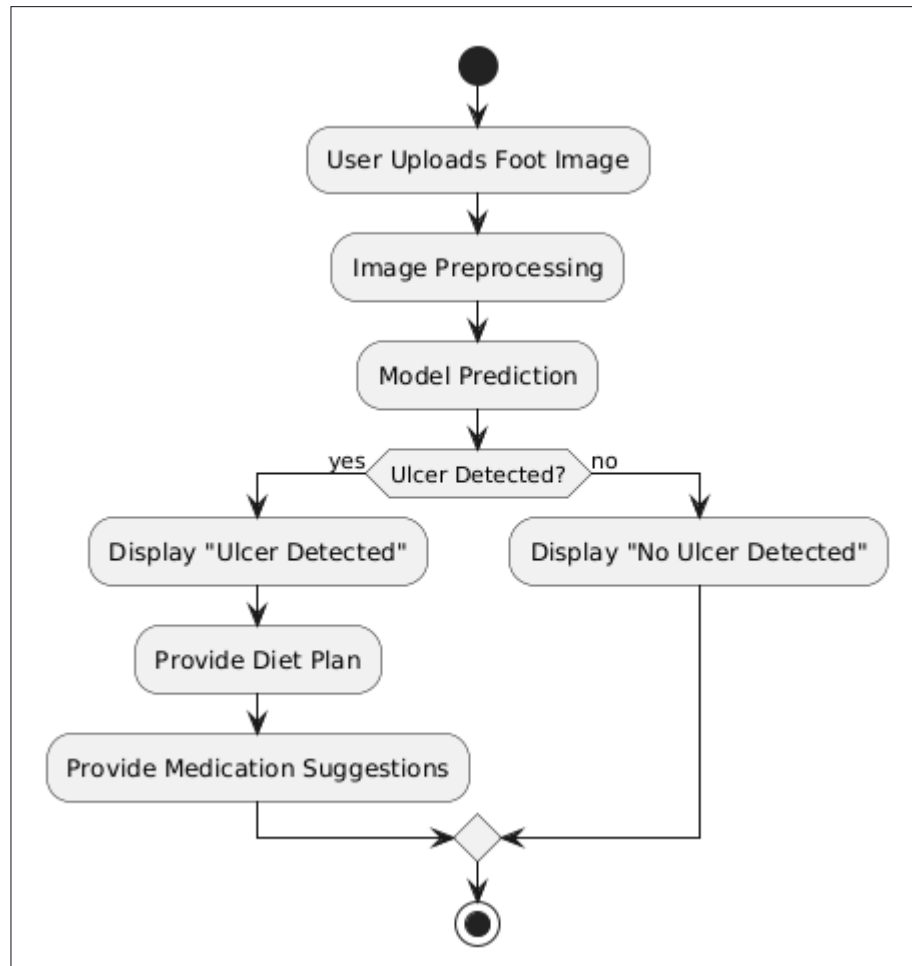 User Uploads Foot Image
Image Preprocessing
Model Prediction
yes
Ulcer Detected?
no
Display "Ulcer Detected"
Display "No Ulcer Detected"
Provide Diet Plan
Provide Medication Suggestions